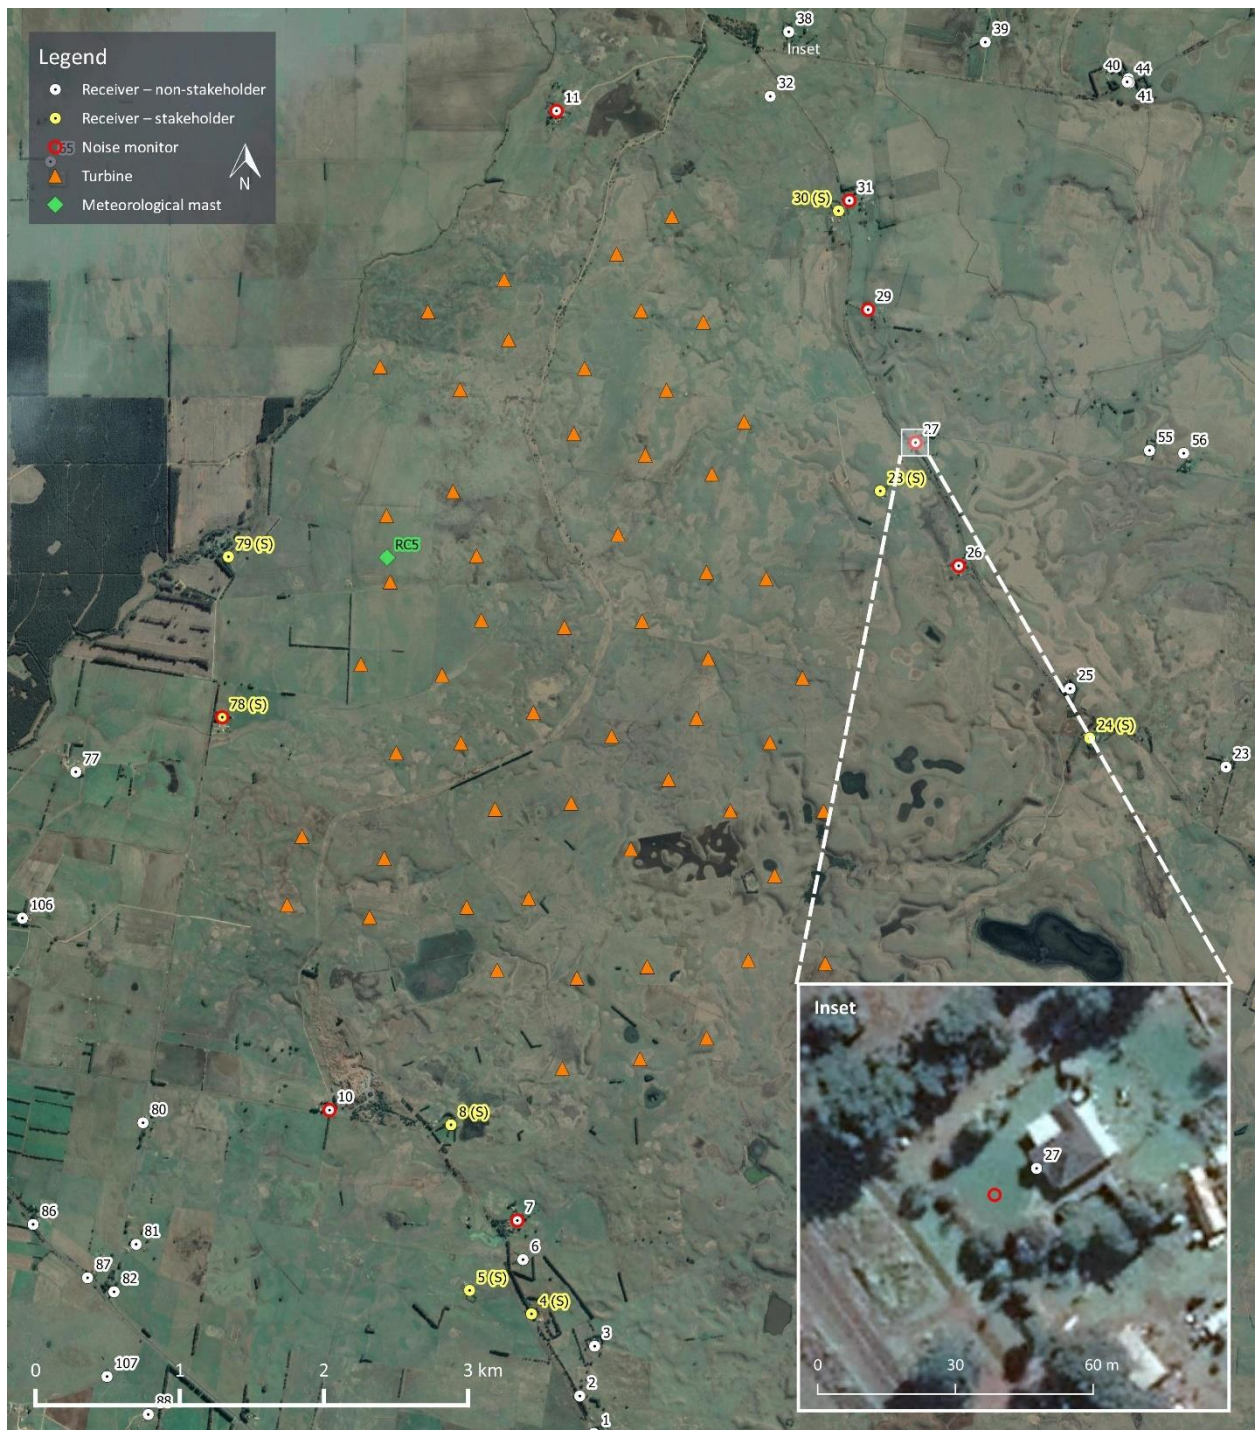 Legend
Receiver – non-stakeholder
Receiver – stakeholder
Noise monitor
Turbine
Meteorological mast
N
38
Inset
39
40
44
41
32
11
31
30 (S)
29
27
55
56
79 (S)
RC5
26
25
24 (S)
23
78 (S)
77
106
10
8 (S)
80
7
6
86
81
87
82
5 (S)
4 (S)
3
2
1
107
88
0
1
2
3 km
Inset
27
0
30
60 m